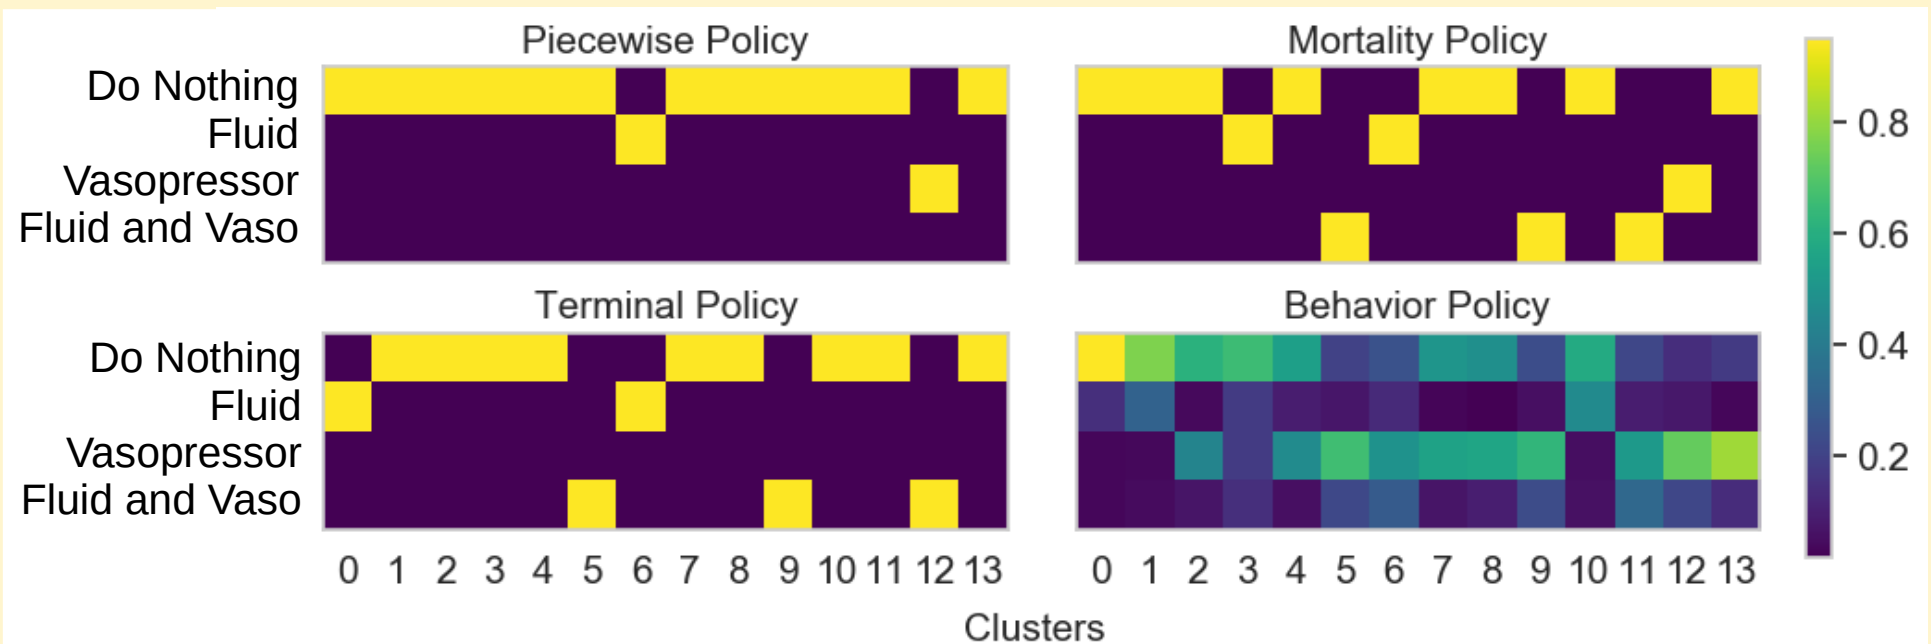 Piecewise Policy
Mortality Policy
Do Nothing
Fluid
Vasopressor
Fluid and Vaso
0.8
0.6
0.4
0.2
Terminal Policy
Behavior Policy
Do Nothing
Fluid
Vasopressor
Fluid and Vaso
0 1 2 3 4 5 6 7 8 9 10 11 12 13
0 1 2 3 4 5 6 7 8 9 10 11 12 13
Clusters